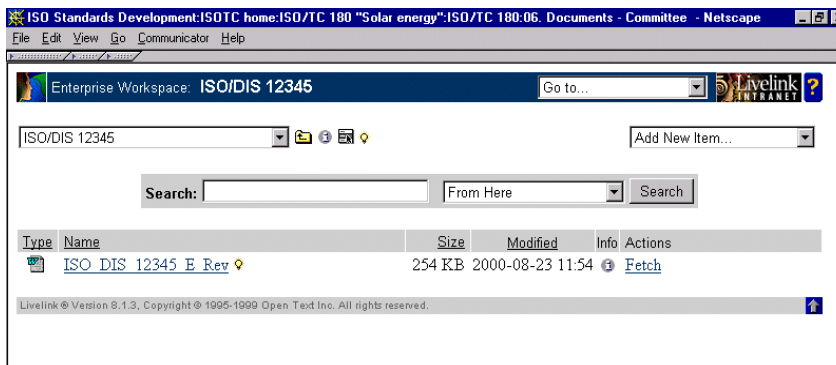 ISO Standards Development:ISOTC home:ISO/TC 180 "Solar energy":ISO/TC 180:06. Documents - Committee - Netscape
File Edit View Go Communicator Help
Enterprise Workspace: ISO/DIS 12345 Go to... Livelink ?
INTRANET
ISO/DIS 12345 Add New Item...
Search: From Here Search
Type Name Size Modified Info Actions
ISO DIS 12345 E Rev 254 KB 2000-08-23 11:54 Fetch
Livelink ® Version 8.1.3, Copyright © 1995-1999 Open Text Inc. All rights reserved.